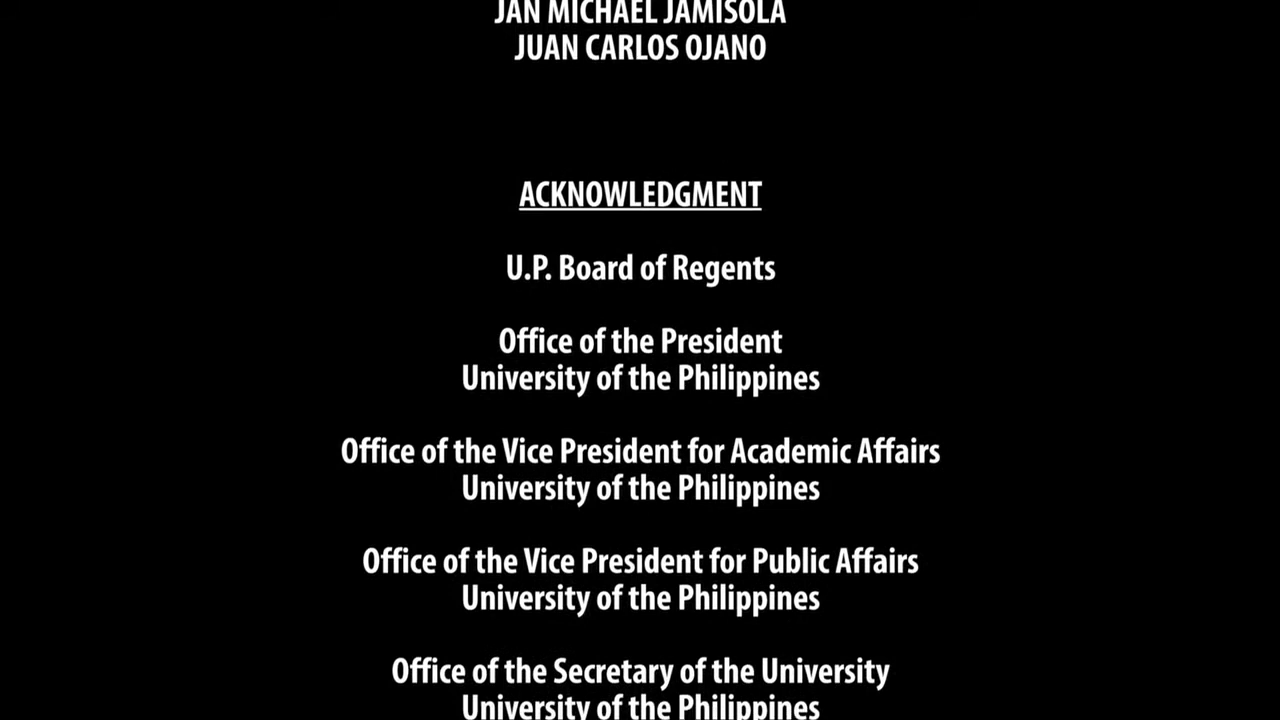 JAN MICHAEL JAMISOLA
JUAN CARLOS OJANO
ACKNOWLEDGMENT
U.P. Board of Regents
Office of the President
University of the Philippines
Office of the Vice President for Academic Affairs
University of the Philippines
Office of the Vice President for Public Affairs
University of the Philippines
Office of the Secretary of the University
University of the Philippines